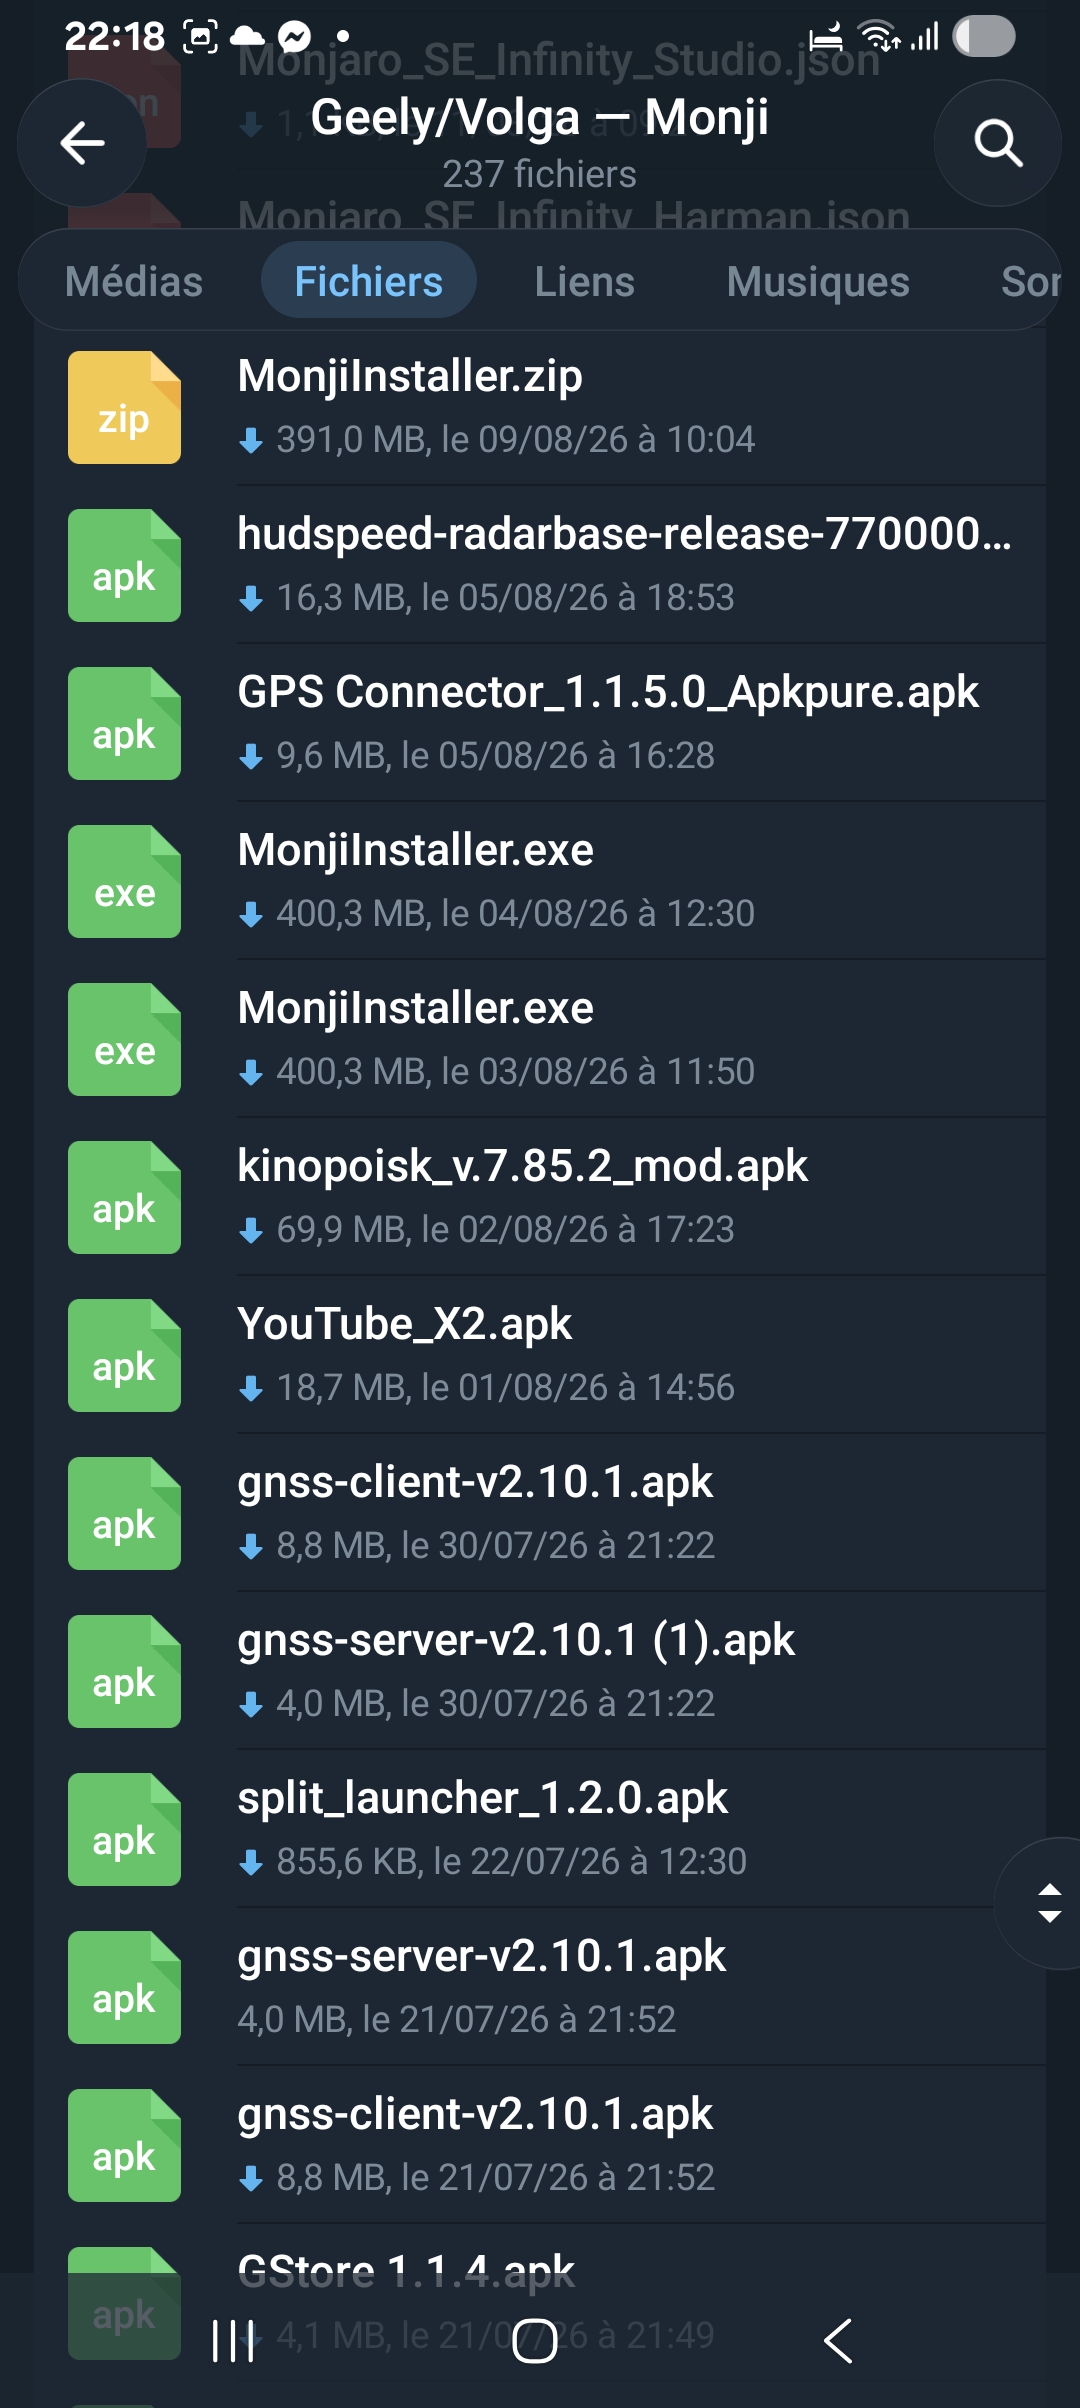 22:18
Monjaro_SE_Infinity_Studio.json
Geely/Volga — Monji
237 fichiers
Monjaro_SE_Infinity_Harman.json
Médias
Fichiers
Liens
Musiques
zip
MonjiInstaller.zip
391,0 MB, le 09/08/26 à 10:04
apk
hudspeed-radarbase-release-770000...
16,3 MB, le 05/08/26 à 18:53
apk
GPS Connector_1.1.5.0_Apkpure.apk
9,6 MB, le 05/08/26 à 16:28
exe
MonjiInstaller.exe
400,3 MB, le 04/08/26 à 12:30
exe
MonjiInstaller.exe
400,3 MB, le 03/08/26 à 11:50
apk
kinopoisk_v.7.85.2_mod.apk
69,9 MB, le 02/08/26 à 17:23
apk
YouTube_X2.apk
18,7 MB, le 01/08/26 à 14:56
apk
gnss-client-v2.10.1.apk
8,8 MB, le 30/07/26 à 21:22
apk
gnss-server-v2.10.1 (1).apk
4,0 MB, le 30/07/26 à 21:22
apk
split_launcher_1.2.0.apk
855,6 KB, le 22/07/26 à 12:30
apk
gnss-server-v2.10.1.apk
4,0 MB, le 21/07/26 à 21:52
apk
gnss-client-v2.10.1.apk
8,8 MB, le 21/07/26 à 21:52
apk
GStore 1.1.4.apk
4,1 MB, le 21/07/26 à 21:49